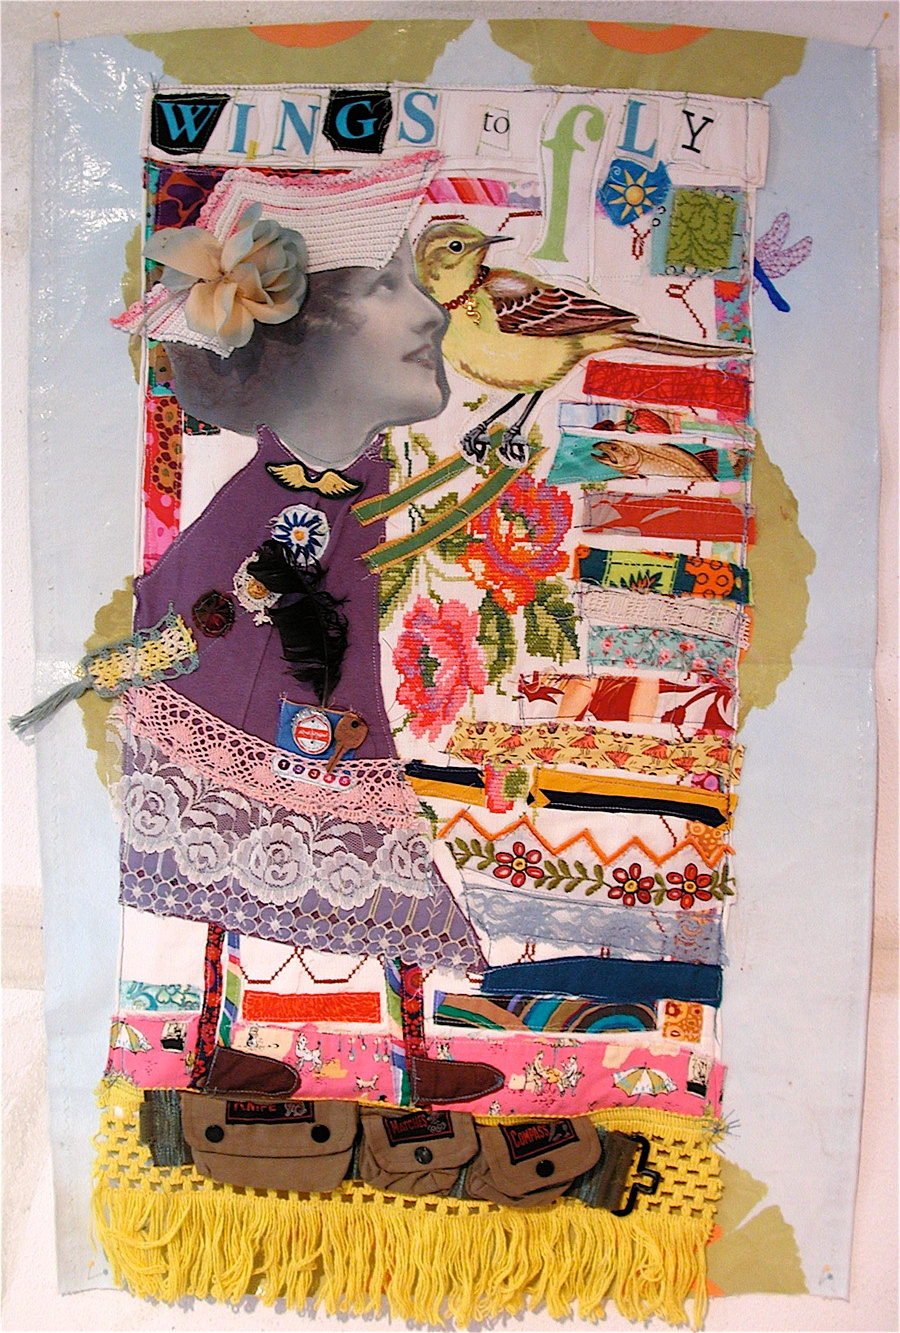 WINGS to fLY
KNIFE
MATCHES
COMPASS